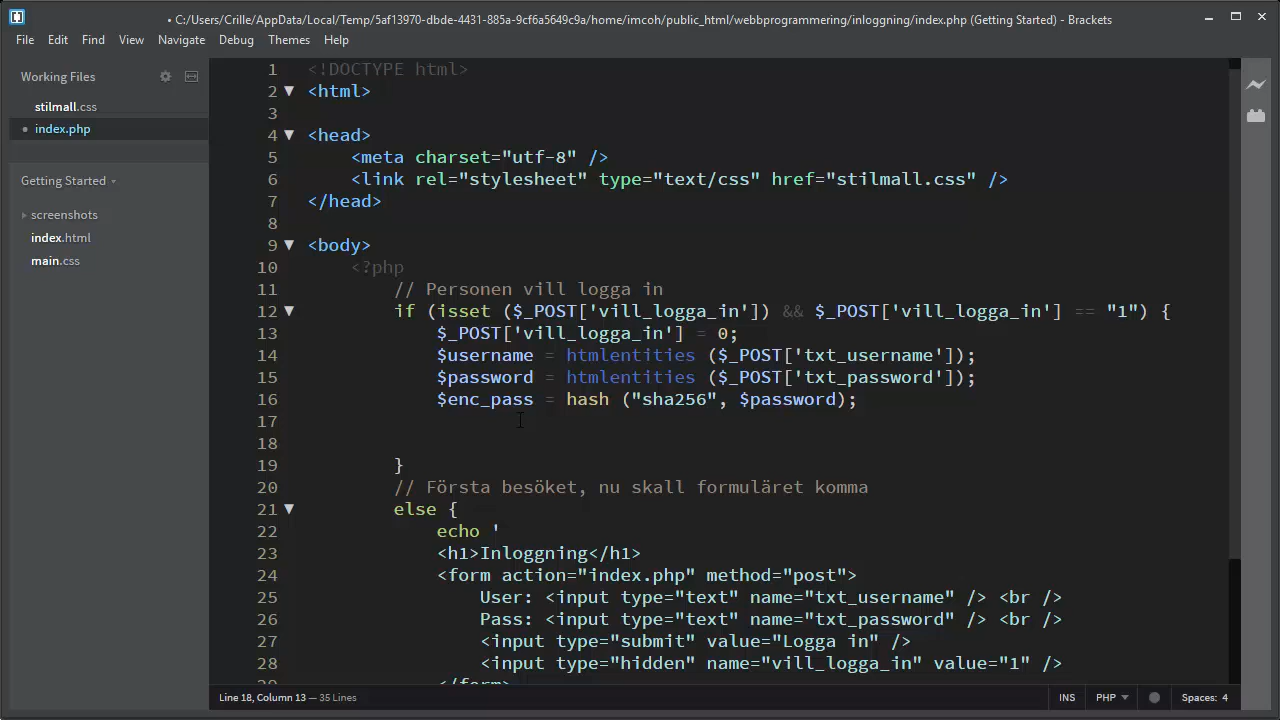 • C:/Users/Crille/AppData/Local/Temp/5af13970-dbde-4431-885a-9cf6a5649c9a/home/imcoh/public_html/webbprogrammering/inloggning/index.php (Getting Started) - Brackets
File Edit Find View Navigate Debug Themes Help
Working Files
stilmall.css
index.php
Getting Started
screenshots
index.html
main.css
1 <!DOCTYPE html>
2 <html>
3
4 <head>
5 <meta charset="utf-8" />
6 <link rel="stylesheet" type="text/css" href="stilmall.css" />
7 </head>
8
9 <body>
10 <?php
11 // Personen vill logga in
12 if (isset ($_POST['vill_logga_in']) && $_POST['vill_logga_in'] == "1") {
13 $_POST['vill_logga_in'] = 0;
14 $username = htmlentities ($_POST['txt_username']);
15 $password = htmlentities ($_POST['txt_password']);
16 $enc_pass = hash ("sha256", $password);
17
18
19 }
20 // Första besöket, nu skall formuläret komma
21 else {
22 echo '
23 <h1>Inloggning</h1>
24 <form action="index.php" method="post">
25 User: <input type="text" name="txt_username" /> <br />
26 Pass: <input type="text" name="txt_password" /> <br />
27 <input type="submit" value="Logga in" />
28 <input type="hidden" name="vill_logga_in" value="1" />
29 </form>
Line 18, Column 13 — 35 Lines
INS PHP Spaces: 4